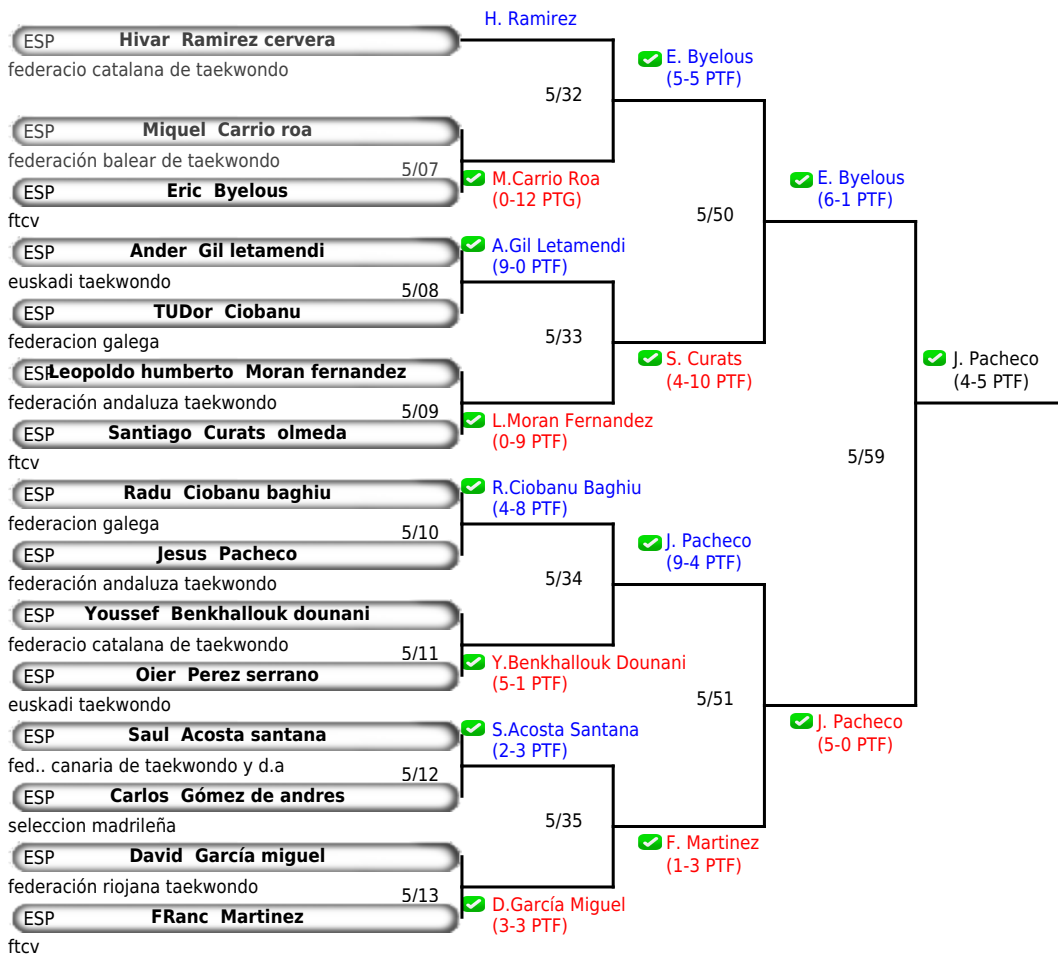 H. Ramirez
ESP Hivar Ramirez cervera
federacio catalana de taekwondo
E. Byelous
(5-5 PTF)
5/32
ESP Miquel Carrio roa
federación balear de taekwondo
5/07
M.Carrio Roa
(0-12 PTG)
ESP Eric Byelous
ftcv
E. Byelous
(6-1 PTF)
5/50
ESP Ander Gil letamendi
euskadi taekwondo
A.Gil Letamendi
(9-0 PTF)
5/08
ESP TUDor Ciobanu
federacion galega
5/33
S. Curats
(4-10 PTF)
J. Pacheco
(4-5 PTF)
ESP Leopoldo humberto Moran fernandez
federación andaluza taekwondo
5/09
L.Moran Fernandez
(0-9 PTF)
ESP Santiago Curats olmeda
ftcv
5/59
ESP Radu Ciobanu baghiu
federacion galega
R.Ciobanu Baghiu
(4-8 PTF)
5/10
ESP Jesus Pacheco
federación andaluza taekwondo
J. Pacheco
(9-4 PTF)
5/34
ESP Youssef Benkhallouk dounani
federacio catalana de taekwondo
5/11
Y.Benkhallouk Dounani
(5-1 PTF)
ESP Oier Perez serrano
euskadi taekwondo
5/51
J. Pacheco
(5-0 PTF)
ESP Saul Acosta santana
fed.. canaria de taekwondo y d.a
S.Acosta Santana
(2-3 PTF)
5/12
ESP Carlos Gómez de andres
seleccion madrileña
5/35
F. Martinez
(1-3 PTF)
ESP David García miguel
federación riojana taekwondo
5/13
D.García Miguel
(3-3 PTF)
ESP FRanc Martinez
ftcv